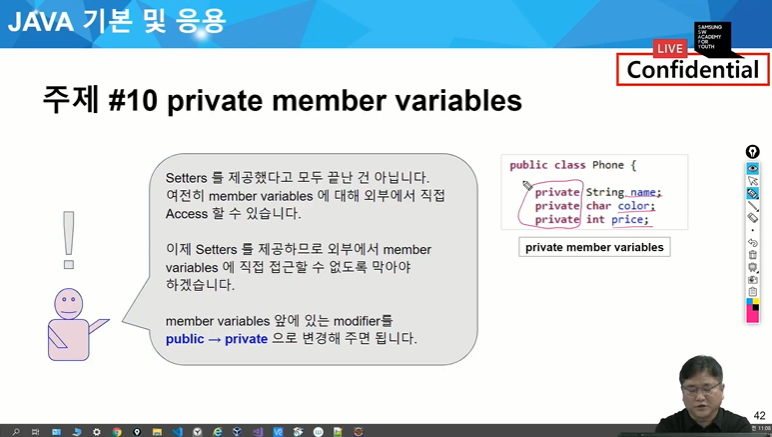 JAVA 기본 및 응용
SAMSUNG
SW
ACADEMY
FOR
YOUTH
LIVE
Confidential
주제 #10 private member variables
Setters 를 제공했다고 모두 끝난 건 아닙니다.
여전히 member variables 에 대해 외부에서 직접
Access 할 수 있습니다.
이제 Setters 를 제공하므로 외부에서 member
variables 에 직접 접근할 수 없도록 막아야
하겠습니다.
member variables 앞에 있는 modifier를
public → private 으로 변경해 주면 됩니다.
!
public class Phone {
private String name;
private char color;
private int price;
private member variables
42
11:08